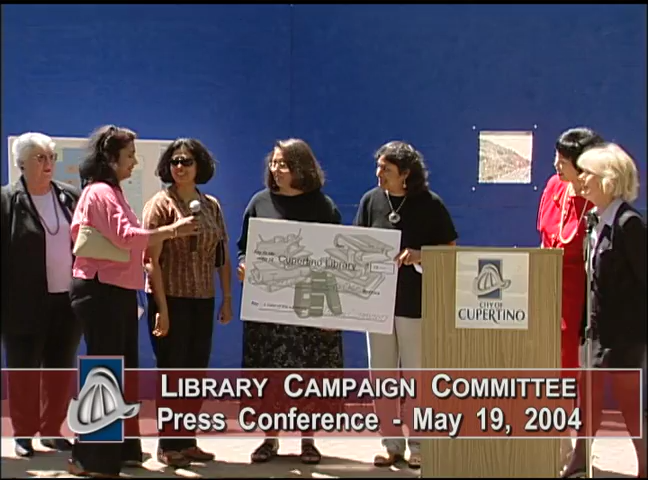 Cupertino Library
CITY OF
CUPERTINO
LIBRARY CAMPAIGN COMMITTEE
Press Conference - May 19, 2004